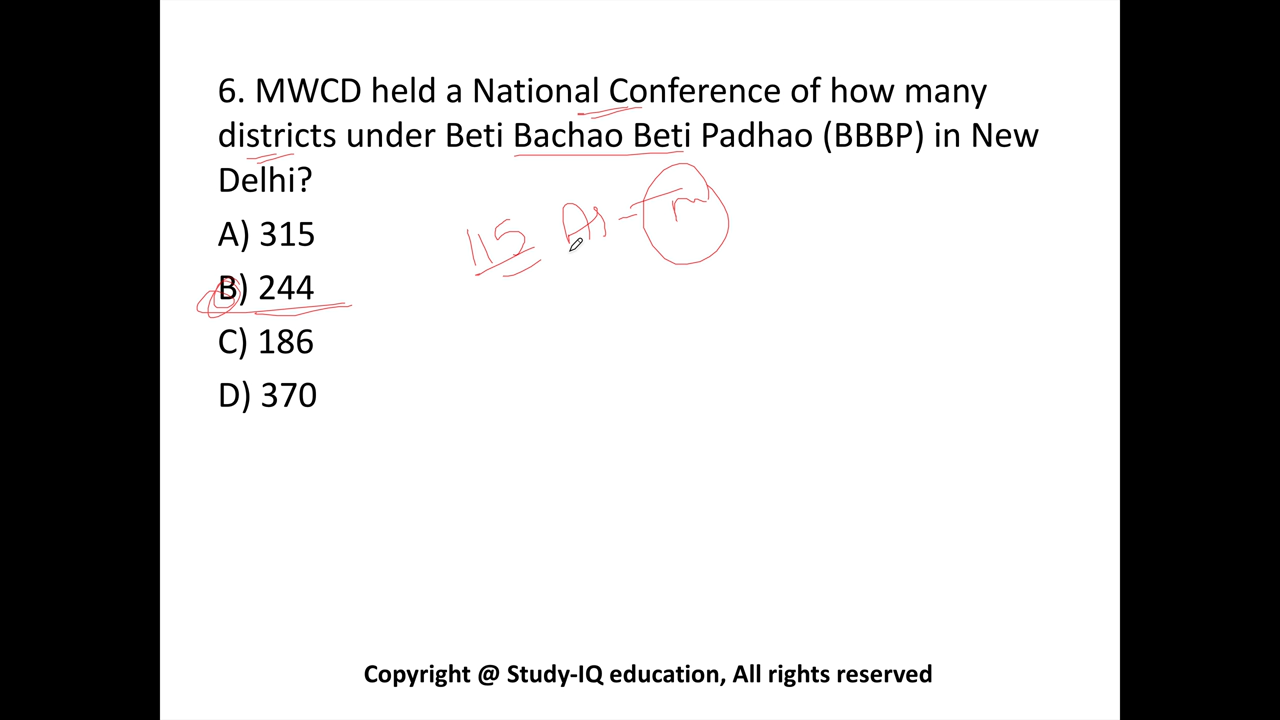 6. MWCD held a National Conference of how many
districts under Beti Bachao Beti Padhao (BBBP) in New
Delhi?
115
A) 315
B) 244
C) 186
D) 370
Copyright @ Study-IQ education, All rights reserved